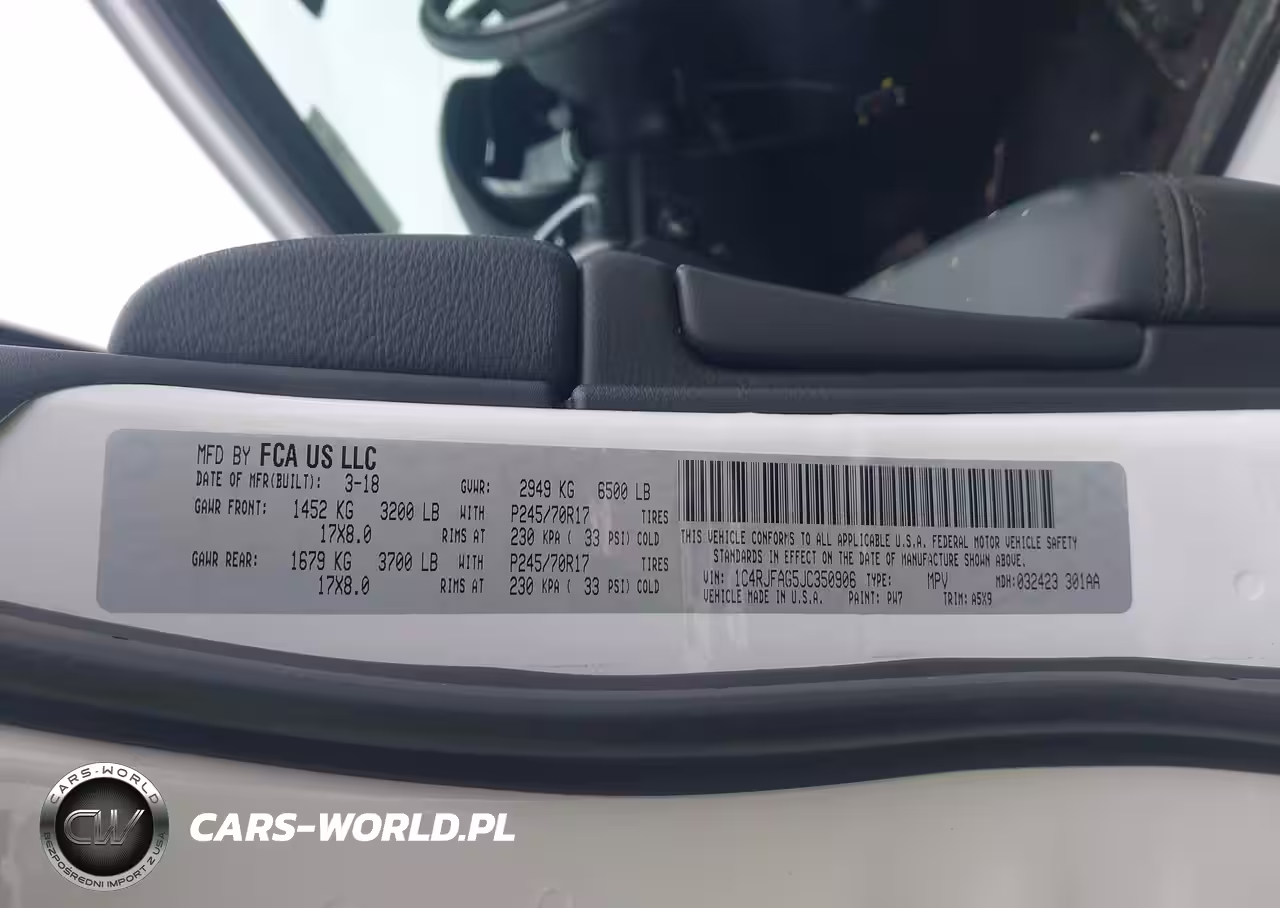 MFD BY FCA US LLC
DATE OF MFR(BUILT): 3-18 GVWR: 2949 KG 6500 LB
GAWR FRONT: 1452 KG 3200 LB WITH P245/70R17 TIRES
17X8.0 RIMS AT 230 KPA ( 33 PSI) COLD
GAWR REAR: 1679 KG 3700 LB WITH P245/70R17 TIRES
17X8.0 RIMS AT 230 KPA ( 33 PSI) COLD
THIS VEHICLE CONFORMS TO ALL APPLICABLE U.S.A. FEDERAL MOTOR VEHICLE SAFETY
STANDARDS IN EFFECT ON THE DATE OF MANUFACTURE SHOWN ABOVE.
VIN: 1C4RJFAG5JC350906 TYPE: MPV MDH:032423 301AA
VEHICLE MADE IN U.S.A. PAINT: PW7 TRIM: A5X9
CARS-WORLD
CW
BEZPOŚREDNI IMPORT Z USA
CARS-WORLD.PL